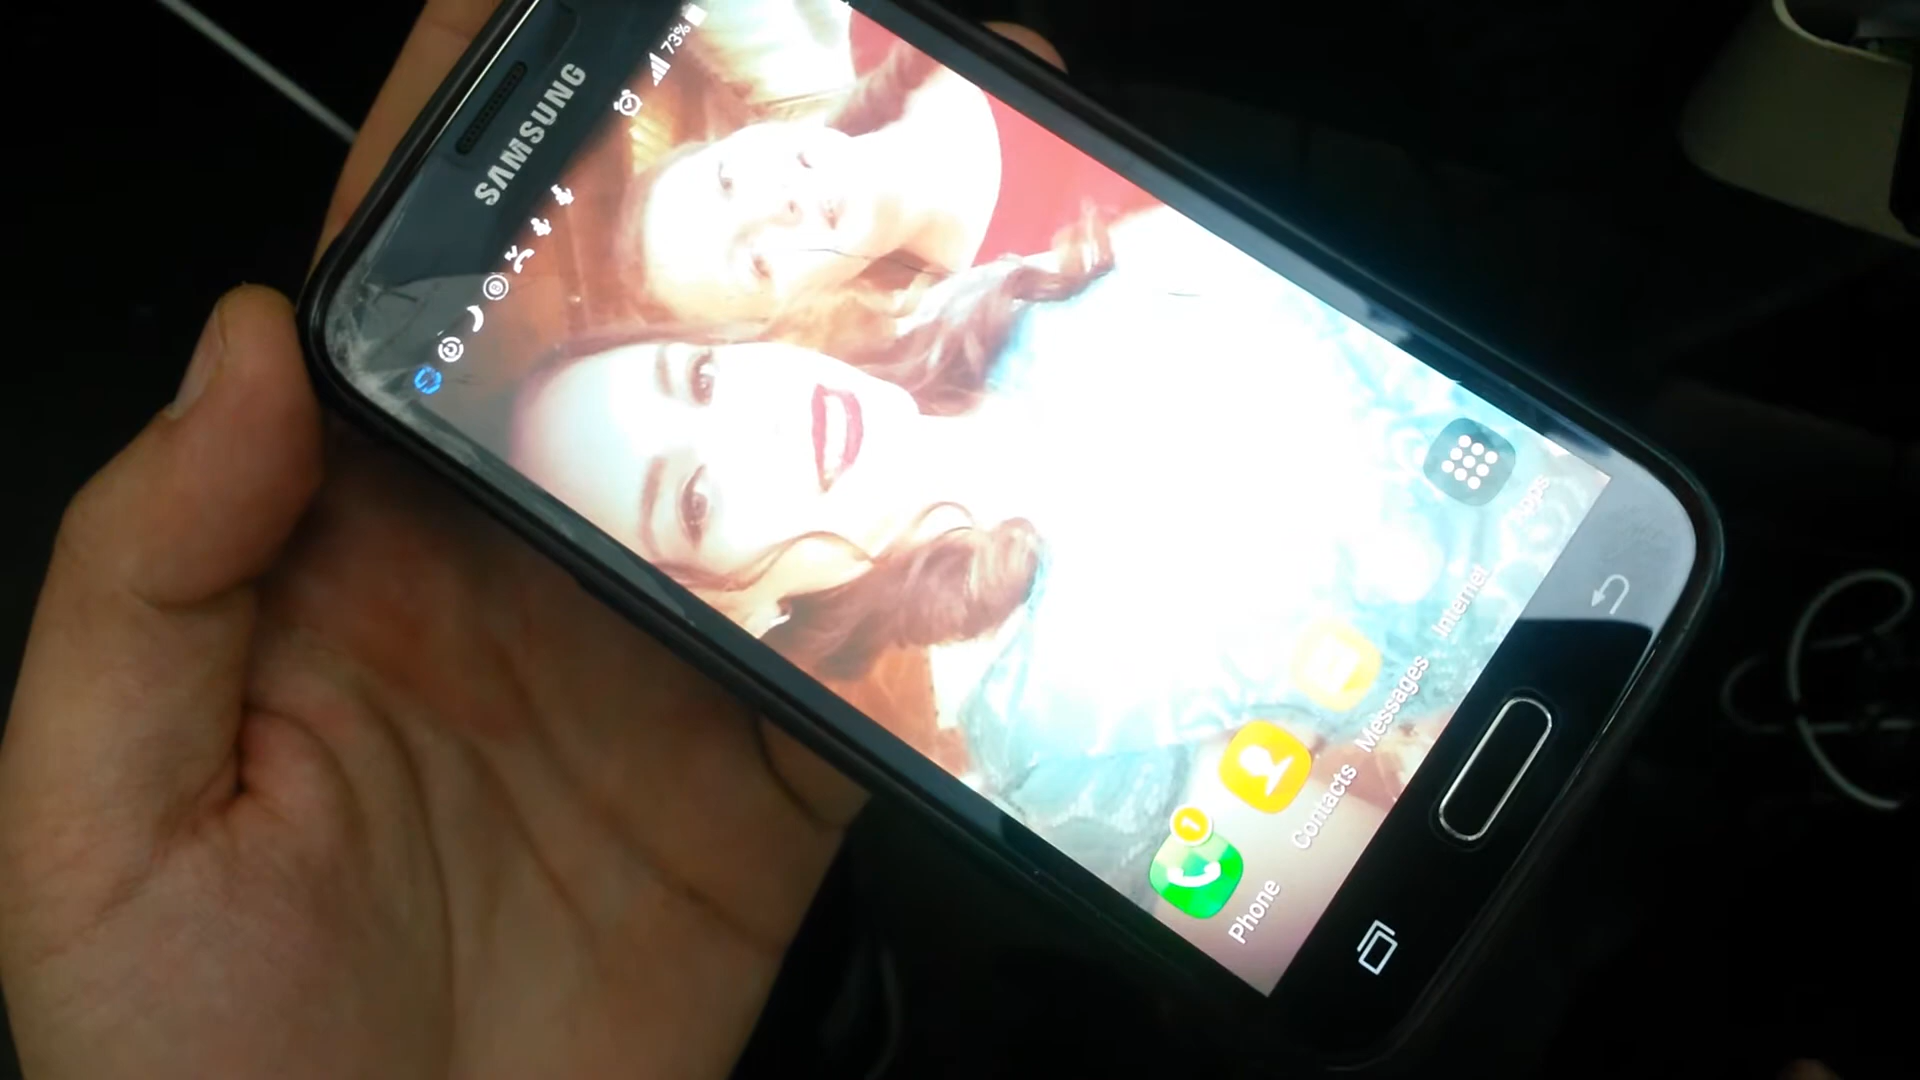 SAMSUNG
73%
Apps
1
Phone
Contacts
Messages
Internet